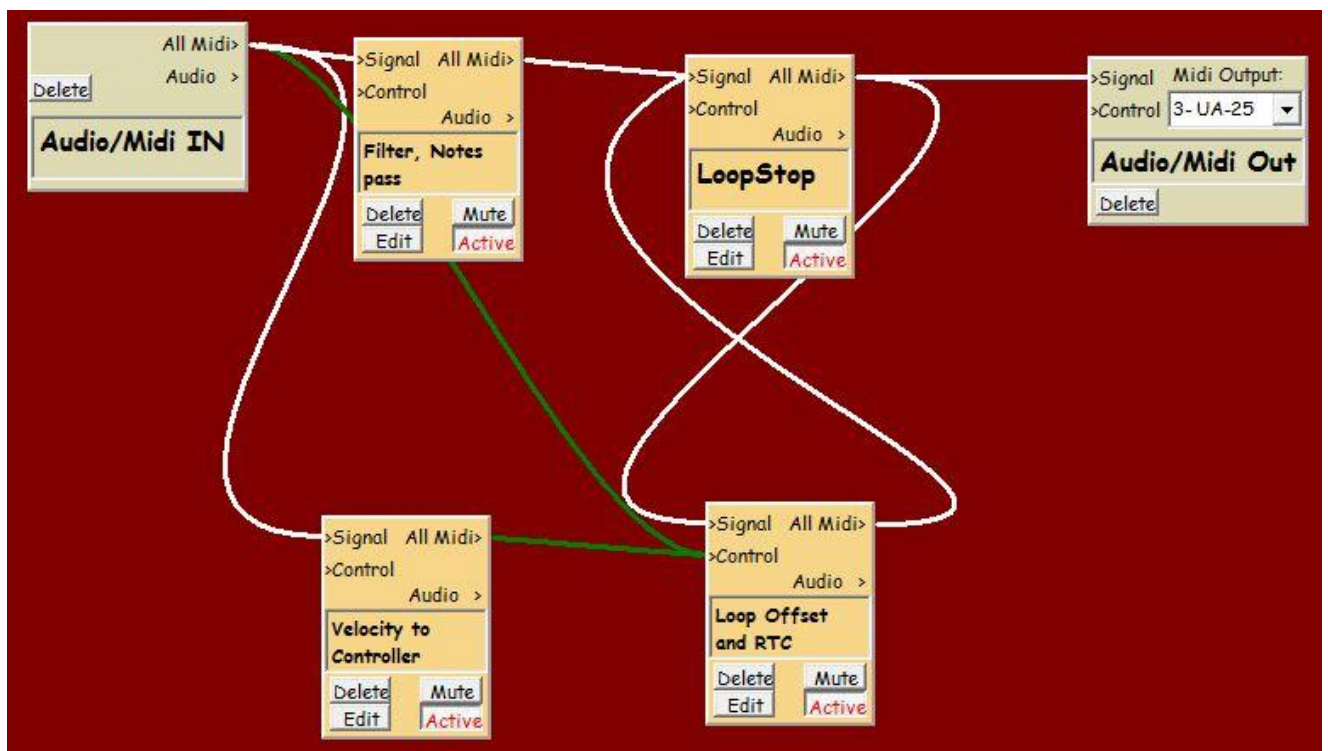 All Midi>
Audio >
Delete
Audio/Midi IN
>Signal All Midi>
>Control
Audio >
Filter, Notes
pass
Delete Mute
Edit Active
>Signal All Midi>
>Control
Audio >
LoopStop
Delete Mute
Edit Active
>Signal Midi Output:
>Control 3- UA-25
Audio/Midi Out
Delete
>Signal All Midi>
>Control
Audio >
Velocity to
Controller
Delete Mute
Edit Active
>Signal All Midi>
>Control
Audio >
Loop Offset
and RTC
Delete Mute
Edit Active